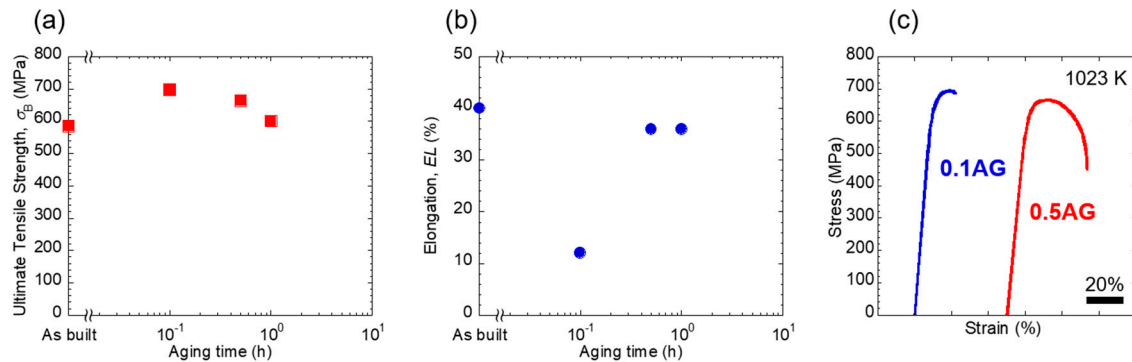 (a)
Ultimate Tensile Strength, σB (MPa)
800
700
600
500
400
300
200
100
0
As built
10-1
100
101
Aging time (h)
(b)
Elongation, EL (%)
50
40
30
20
10
0
As built
10-1
100
101
Aging time (h)
(c)
Stress (MPa)
800
700
600
500
400
300
200
100
0
1023 K
0.1AG
0.5AG
20%
Strain (%)